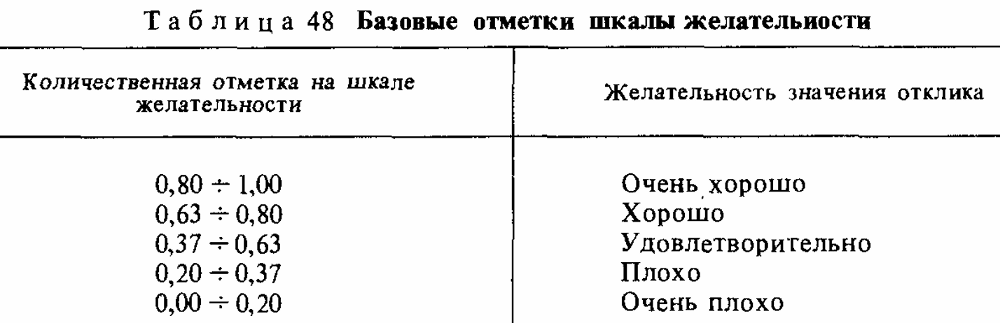 Таблица 48 Базовые отметки шкалы желательности
Количественная отметка на шкале
желательности
Желательность значения отклика
0,80 ÷ 1,00 Очень хорошо
0,63 ÷ 0,80 Хорошо
0,37 ÷ 0,63 Удовлетворительно
0,20 ÷ 0,37 Плохо
0,00 ÷ 0,20 Очень плохо